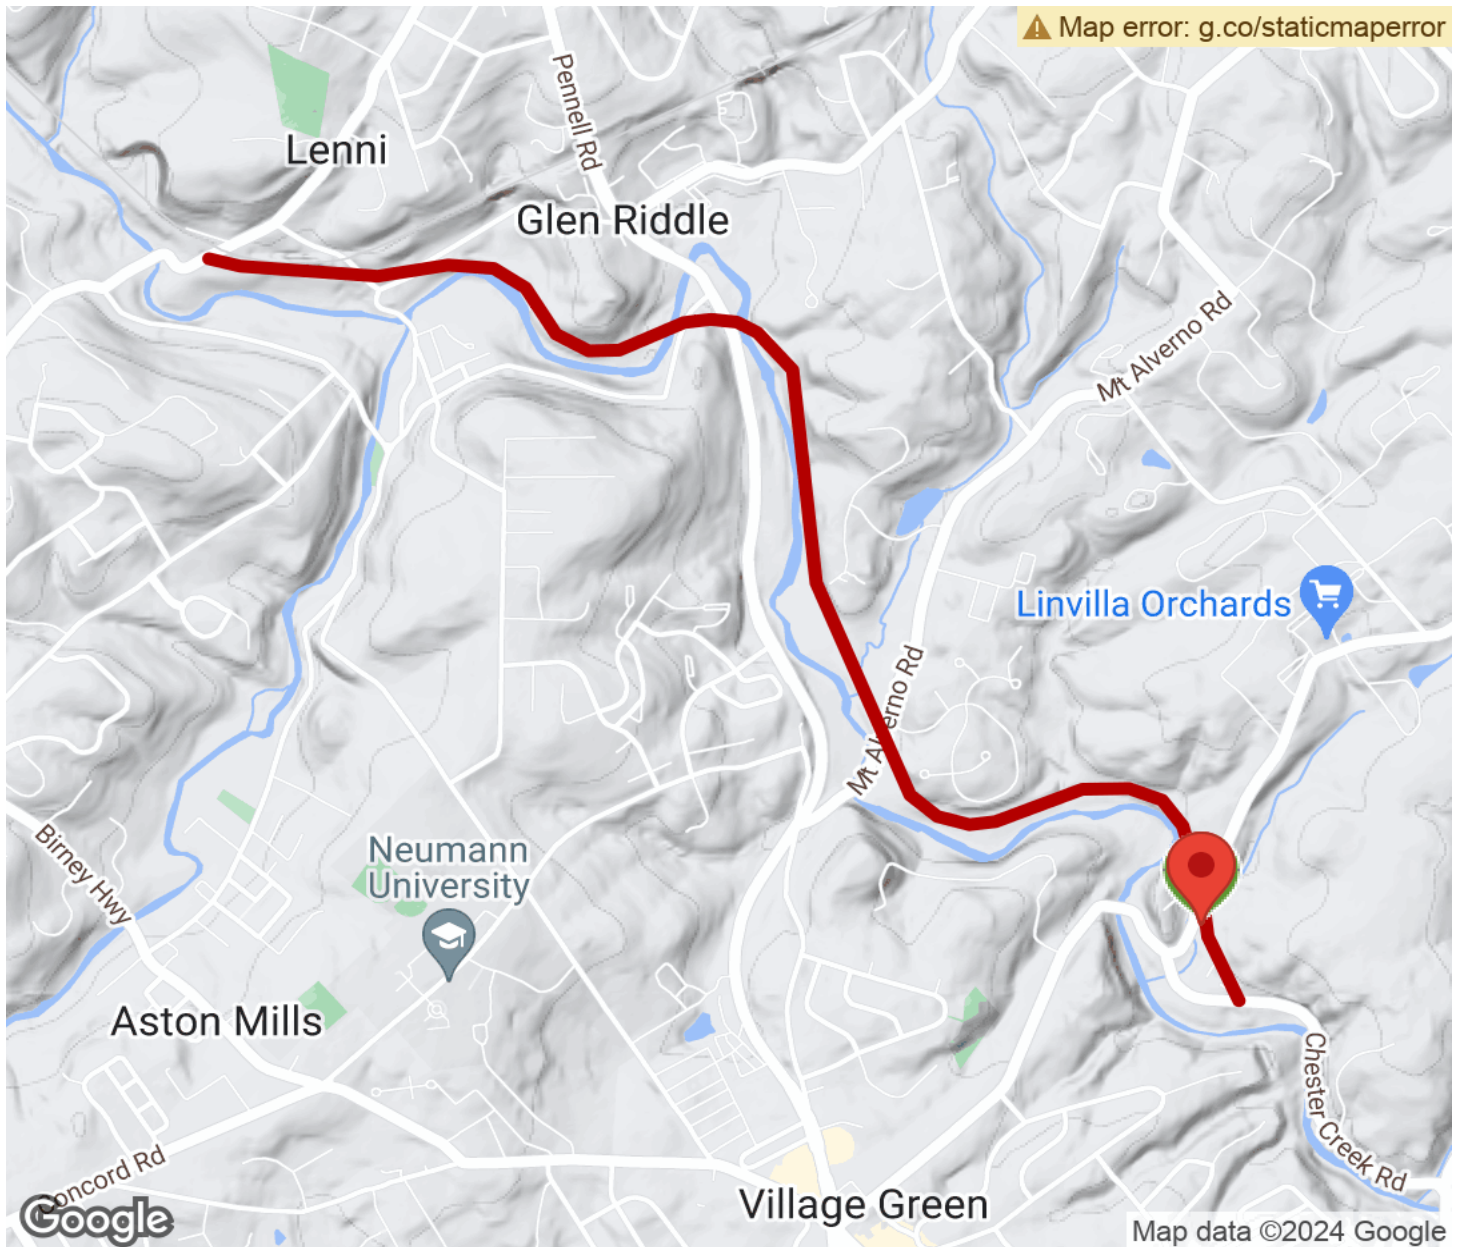 Map error: g.co/staticmaperror
Pennell Rd
Lenni
Glen Riddle
Mt Alverno Rd
Linvilla Orchards
Mt Alverno Rd
Birney Hwy
Neumann
University
Aston Mills
Chester Creek Rd
Concord Rd
Village Green
Google
Map data ©2024 Google